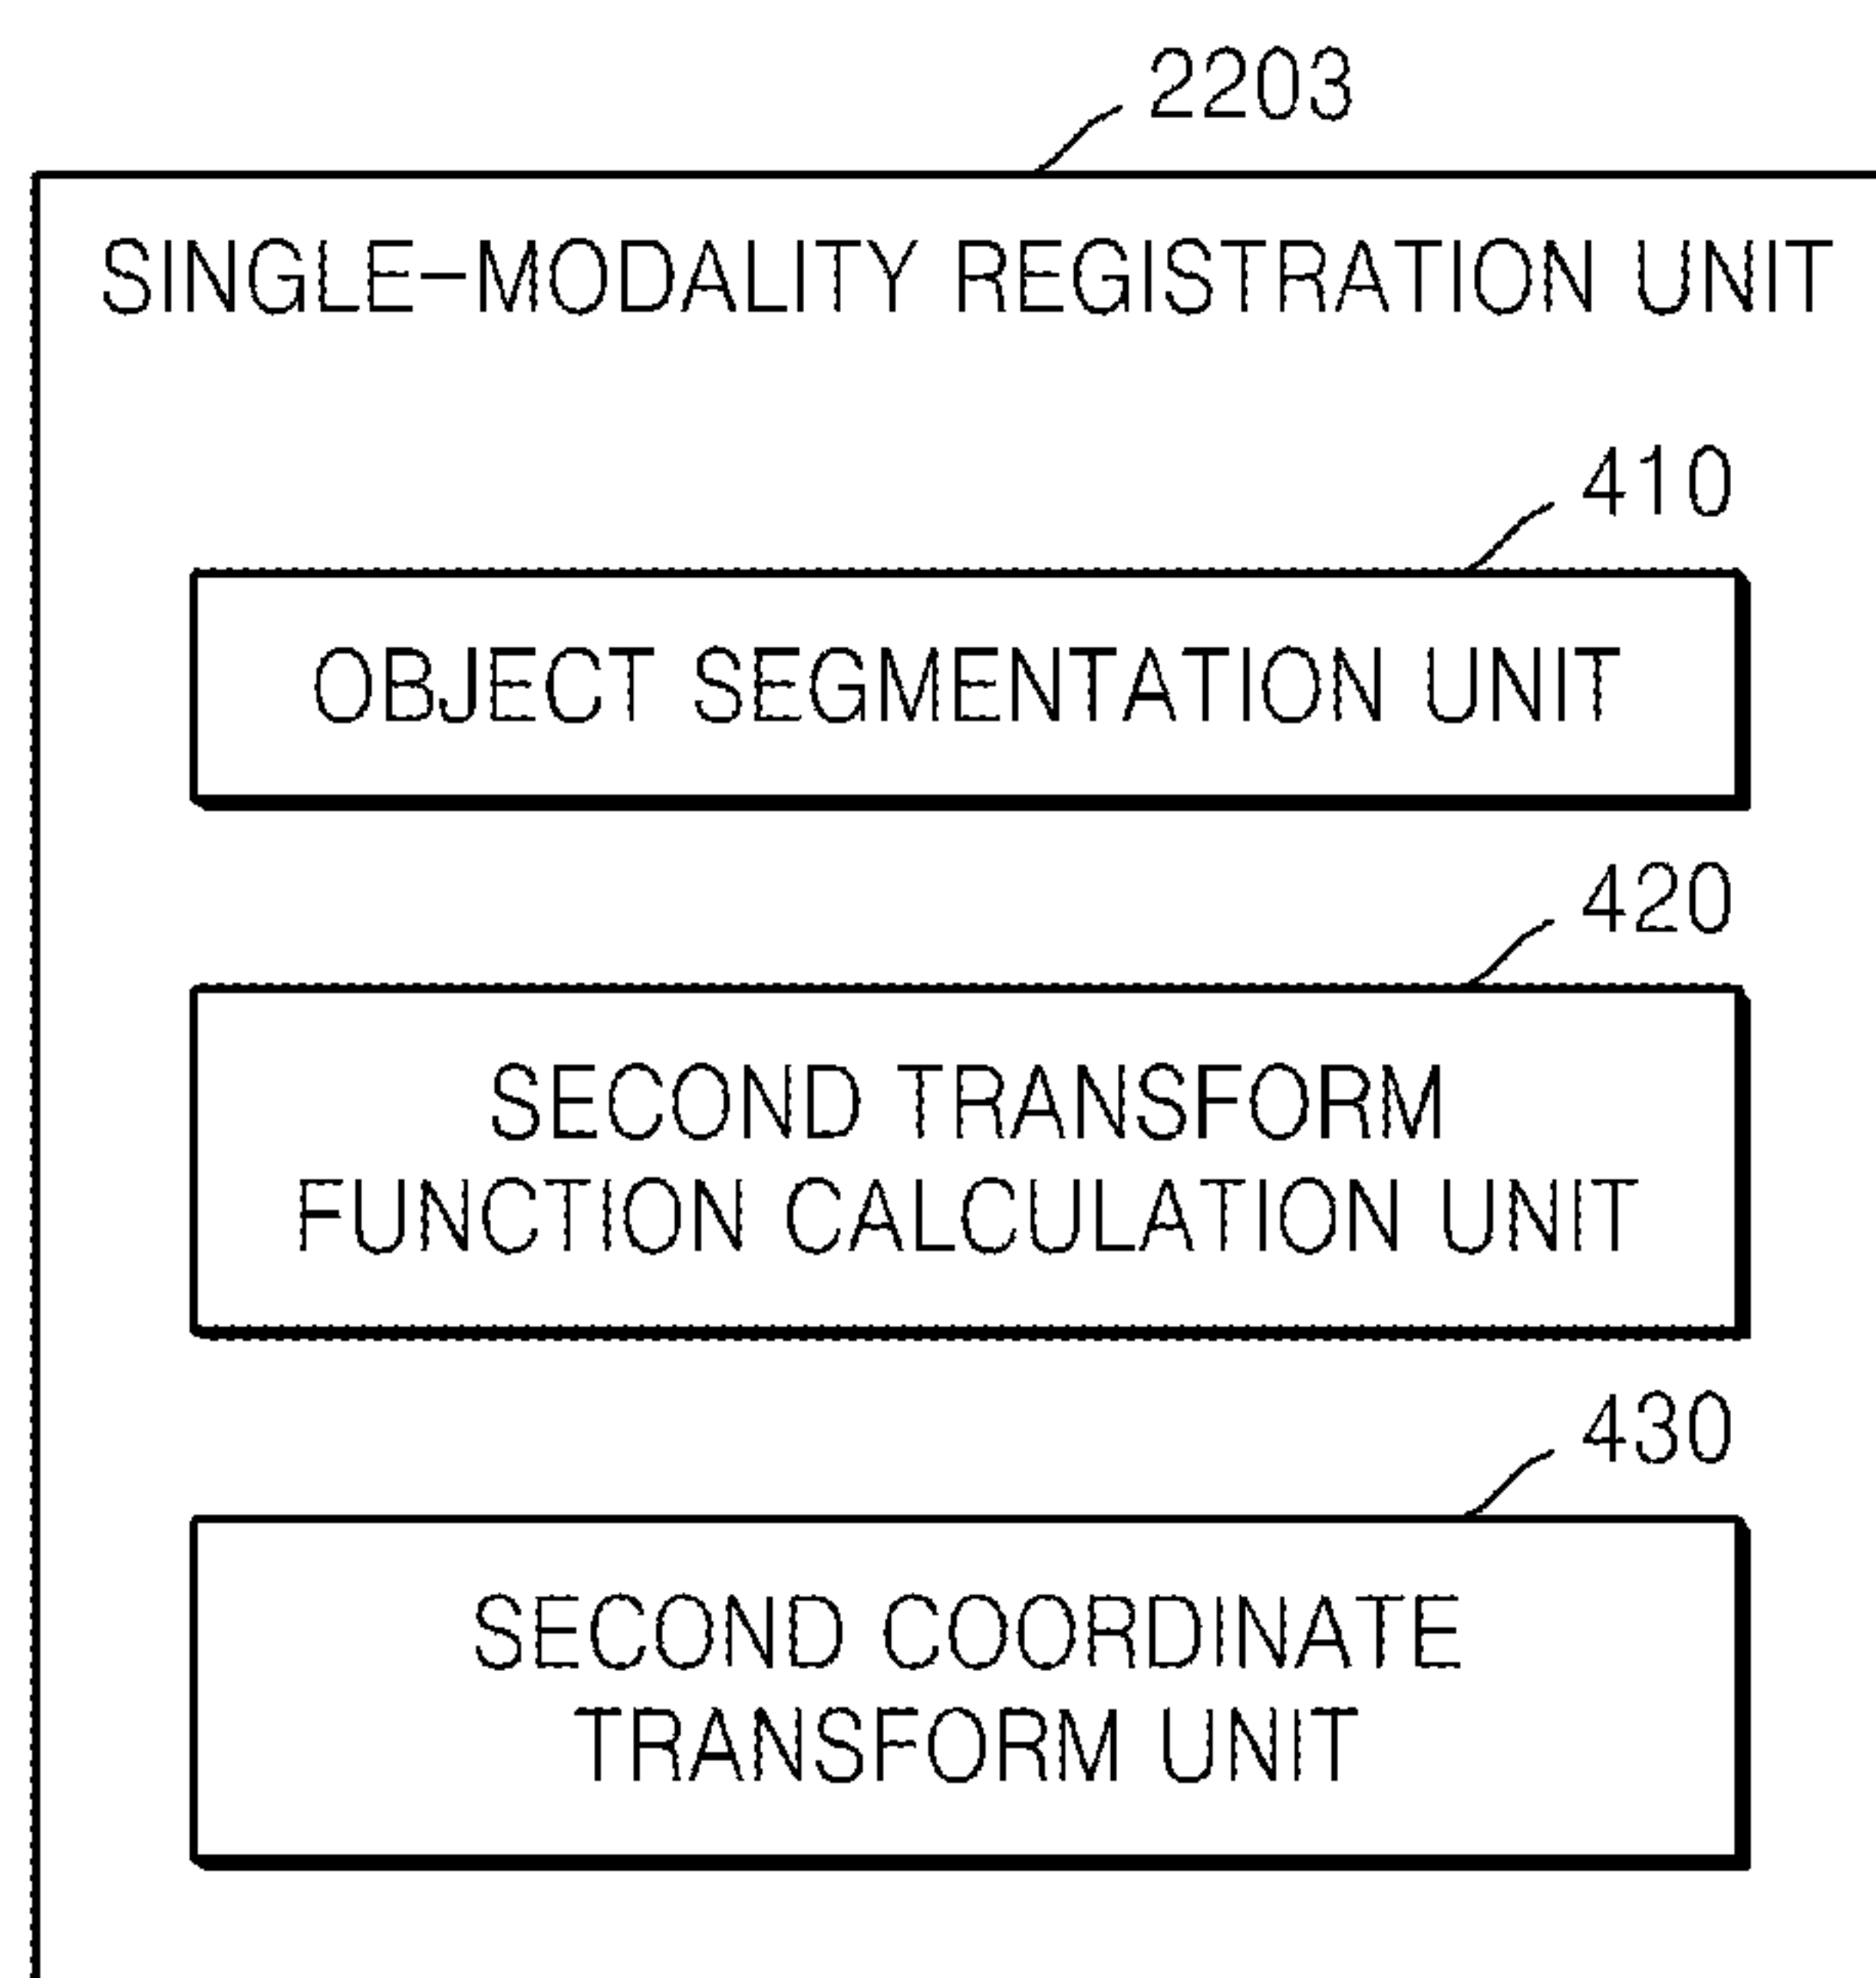 2203
SINGLE-MODALITY REGISTRATION UNIT
410
OBJECT SEGMENTATION UNIT
420
SECOND TRANSFORM
FUNCTION CALCULATION UNIT
430
SECOND COORDINATE
TRANSFORM UNIT